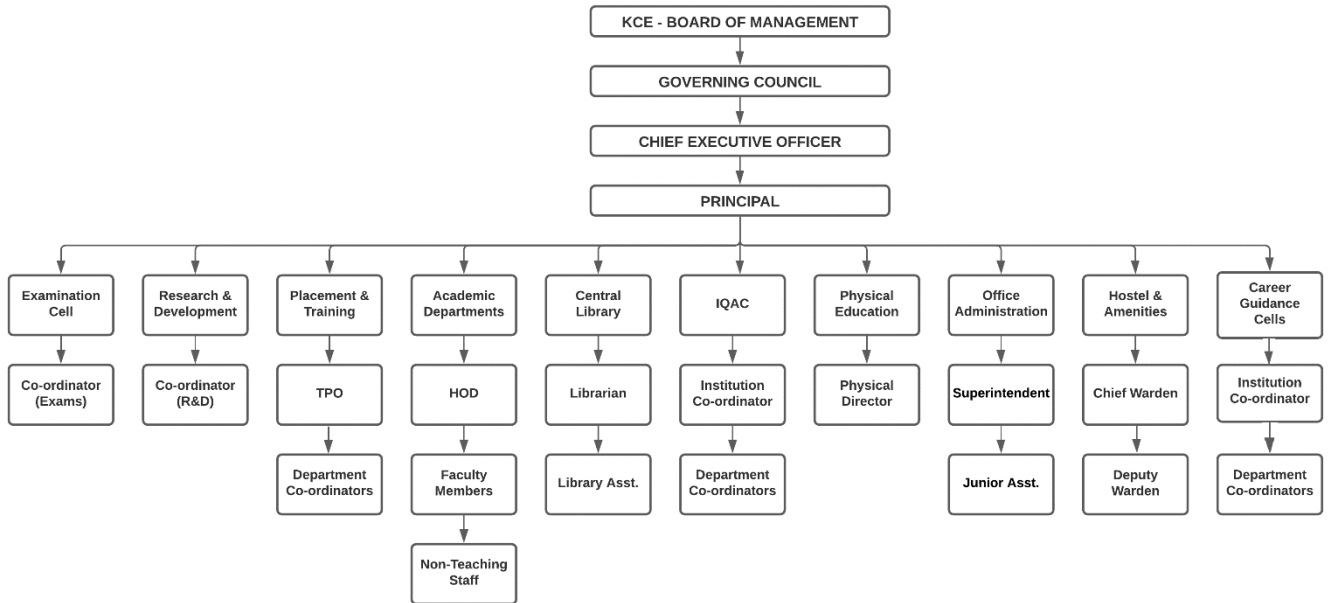 KCE - BOARD OF MANAGEMENT
GOVERNING COUNCIL
CHIEF EXECUTIVE OFFICER
PRINCIPAL
Examination
Cell
Research &
Development
Placement &
Training
Academic
Departments
Central
Library
IQAC
Physical
Education
Office
Administration
Hostel &
Amenities
Career
Guidance
Cells
Co-ordinator
(Exams)
Co-ordinator
(R&D)
TPO
HOD
Librarian
Institution
Co-ordinator
Physical
Director
Superintendent
Chief Warden
Institution
Co-ordinator
Department
Co-ordinators
Faculty
Members
Library Asst.
Department
Co-ordinators
Junior Asst.
Deputy
Warden
Department
Co-ordinators
Non-Teaching
Staff